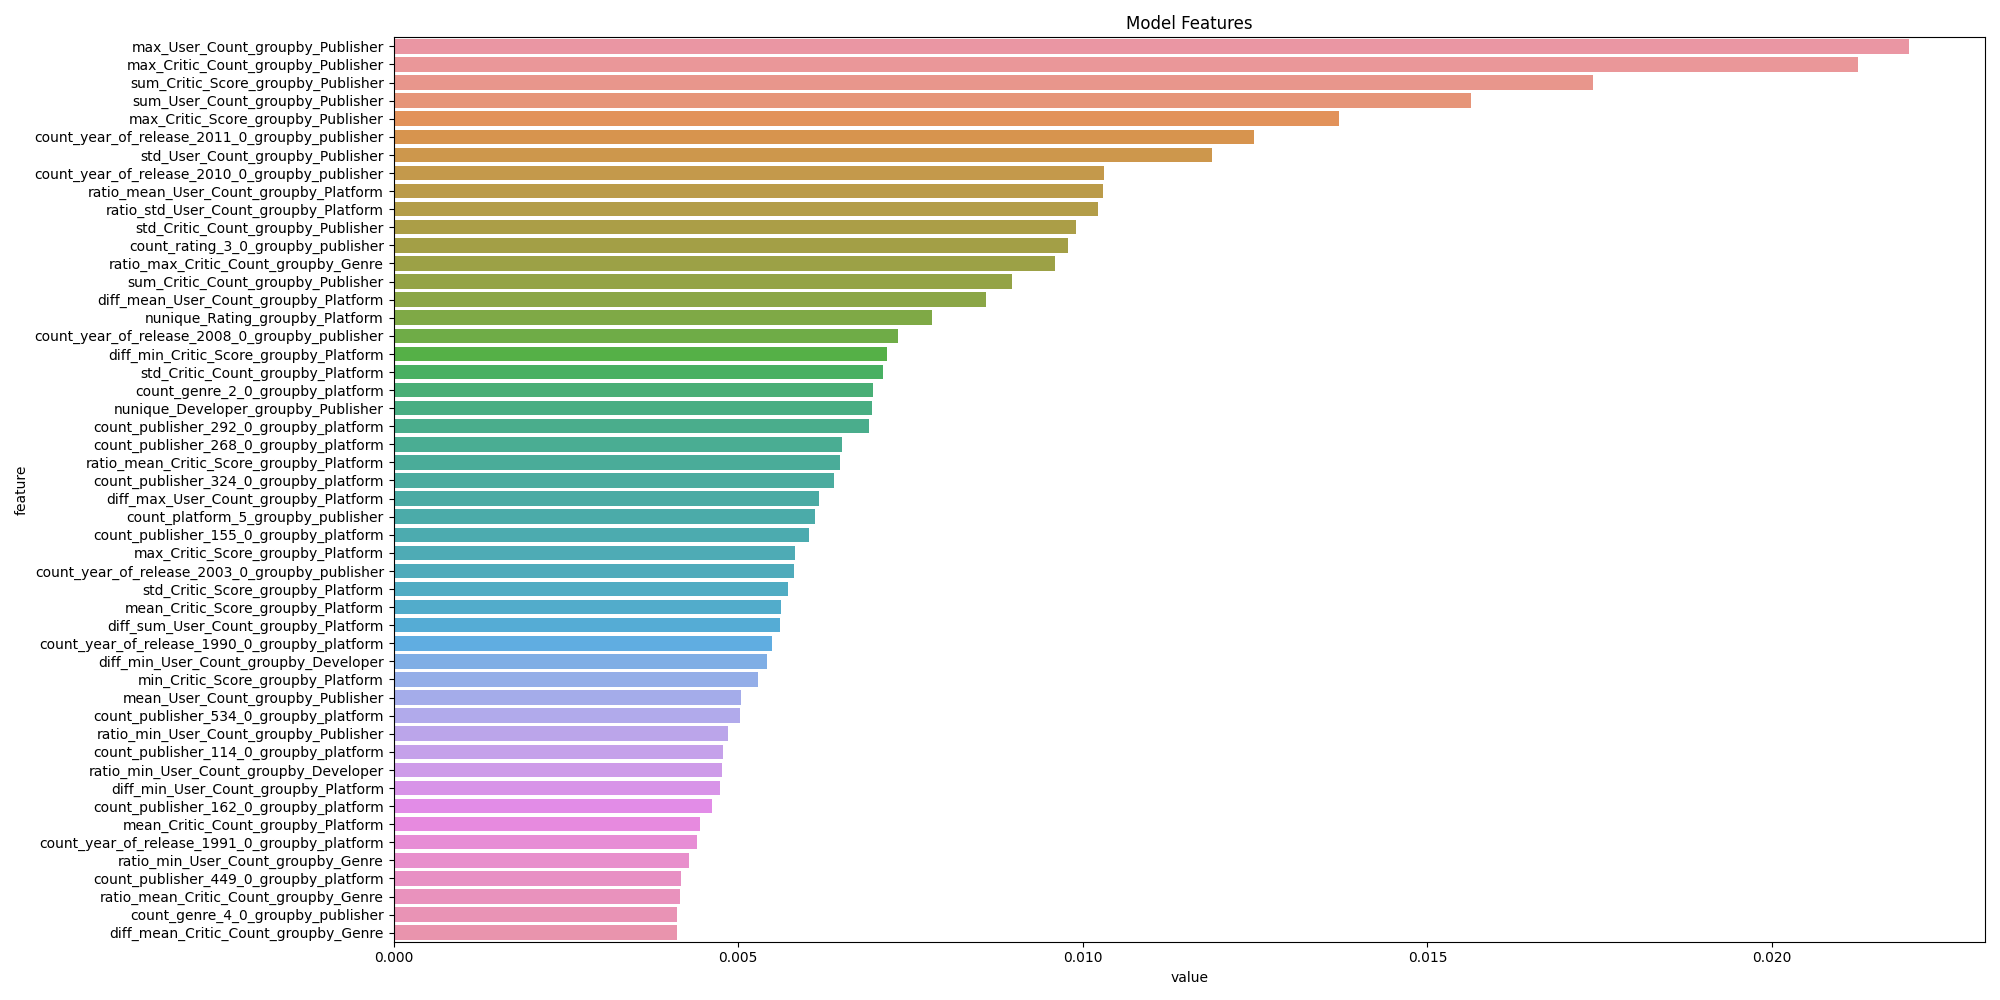 Model Features
max_User_Count_groupby_Publisher
max_Critic_Count_groupby_Publisher
sum_Critic_Score_groupby_Publisher
sum_User_Count_groupby_Publisher
max_Critic_Score_groupby_Publisher
count_year_of_release_2011_0_groupby_publisher
std_User_Count_groupby_Publisher
count_year_of_release_2010_0_groupby_publisher
ratio_mean_User_Count_groupby_Platform
ratio_std_User_Count_groupby_Platform
std_Critic_Count_groupby_Publisher
count_rating_3_0_groupby_publisher
ratio_max_Critic_Count_groupby_Genre
sum_Critic_Count_groupby_Publisher
diff_mean_User_Count_groupby_Platform
nunique_Rating_groupby_Platform
count_year_of_release_2008_0_groupby_publisher
diff_min_Critic_Score_groupby_Platform
std_Critic_Count_groupby_Platform
count_genre_2_0_groupby_platform
nunique_Developer_groupby_Publisher
count_publisher_292_0_groupby_platform
count_publisher_268_0_groupby_platform
ratio_mean_Critic_Score_groupby_Platform
count_publisher_324_0_groupby_platform
diff_max_User_Count_groupby_Platform
count_platform_5_groupby_publisher
count_publisher_155_0_groupby_platform
max_Critic_Score_groupby_Platform
count_year_of_release_2003_0_groupby_publisher
std_Critic_Score_groupby_Platform
mean_Critic_Score_groupby_Platform
diff_sum_User_Count_groupby_Platform
count_year_of_release_1990_0_groupby_platform
diff_min_User_Count_groupby_Developer
min_Critic_Score_groupby_Platform
mean_User_Count_groupby_Publisher
count_publisher_534_0_groupby_platform
ratio_min_User_Count_groupby_Publisher
count_publisher_114_0_groupby_platform
ratio_min_User_Count_groupby_Developer
diff_min_User_Count_groupby_Platform
count_publisher_162_0_groupby_platform
mean_Critic_Count_groupby_Platform
count_year_of_release_1991_0_groupby_platform
ratio_min_User_Count_groupby_Genre
count_publisher_449_0_groupby_platform
ratio_mean_Critic_Count_groupby_Genre
count_genre_4_0_groupby_publisher
diff_mean_Critic_Count_groupby_Genre
feature
0.000 0.005 0.010 0.015 0.020
value